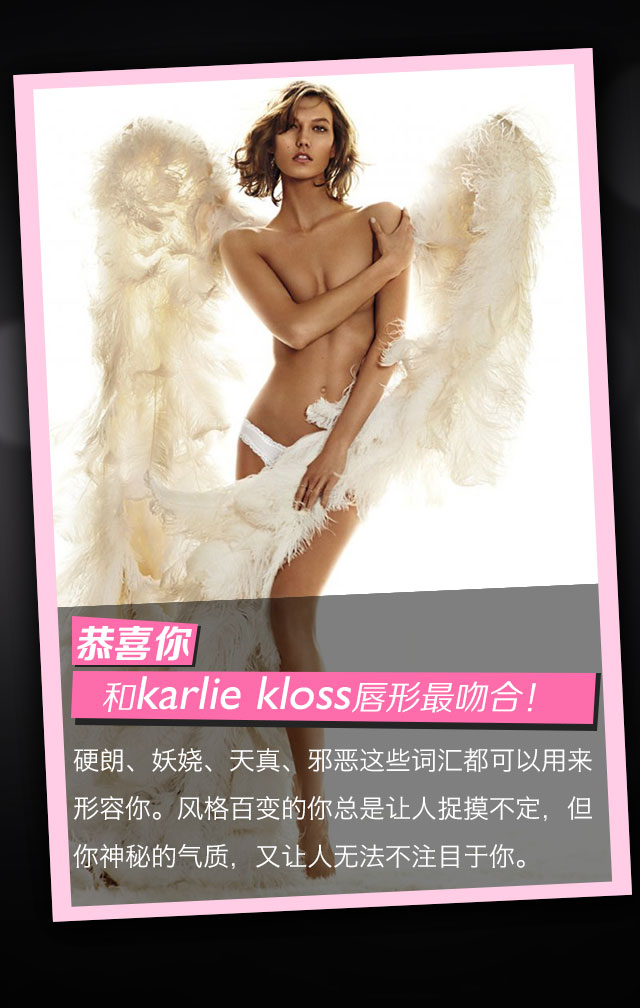 恭喜你
和karlie kloss唇形最吻合！
硬朗、妖娆、天真、邪恶这些词汇都可以用来
形容你。风格百变的你总是让人捉摸不定，但
你神秘的气质，又让人无法不注目于你。